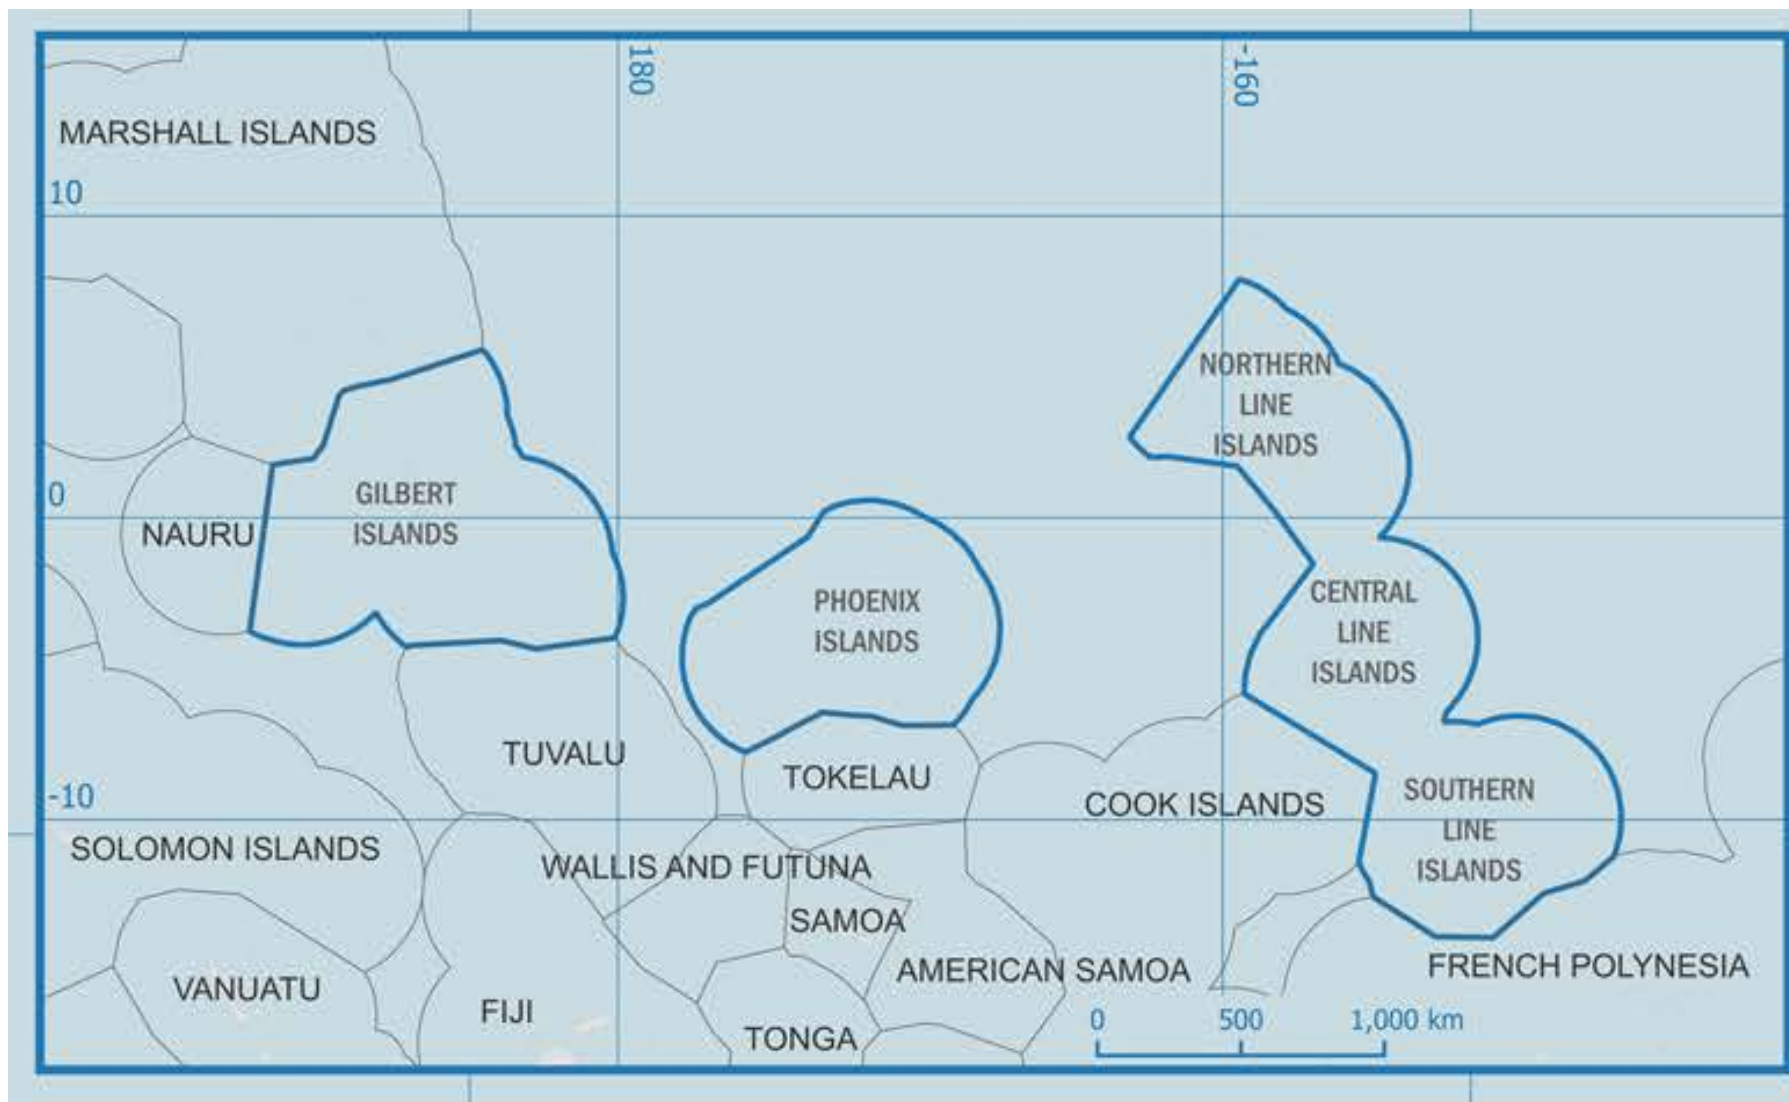 180
-160
MARSHALL ISLANDS
10
NORTHERN
LINE
ISLANDS
GILBERT
ISLANDS
0
NAURU
PHOENIX
ISLANDS
CENTRAL
LINE
ISLANDS
TUVALU
TOKELAU
-10
COOK ISLANDS
SOUTHERN
LINE
ISLANDS
SOLOMON ISLANDS
WALLIS AND FUTUNA
SAMOA
AMERICAN SAMOA
FRENCH POLYNESIA
VANUATU
FIJI
TONGA
0 500 1,000 km